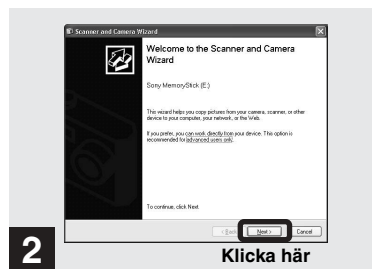 Scanner and Camera Wizard
Welcome to the Scanner and Camera
Wizard
Sony MemoryStick (E:)
This wizard helps you copy pictures from your camera, scanner, or other
device to your computer, your network, or the Web.
If you prefer, you can work directly from your device. This option is
recommended for advanced users only.
To continue, click Next.
< Back Next > Cancel
2
Klicka här